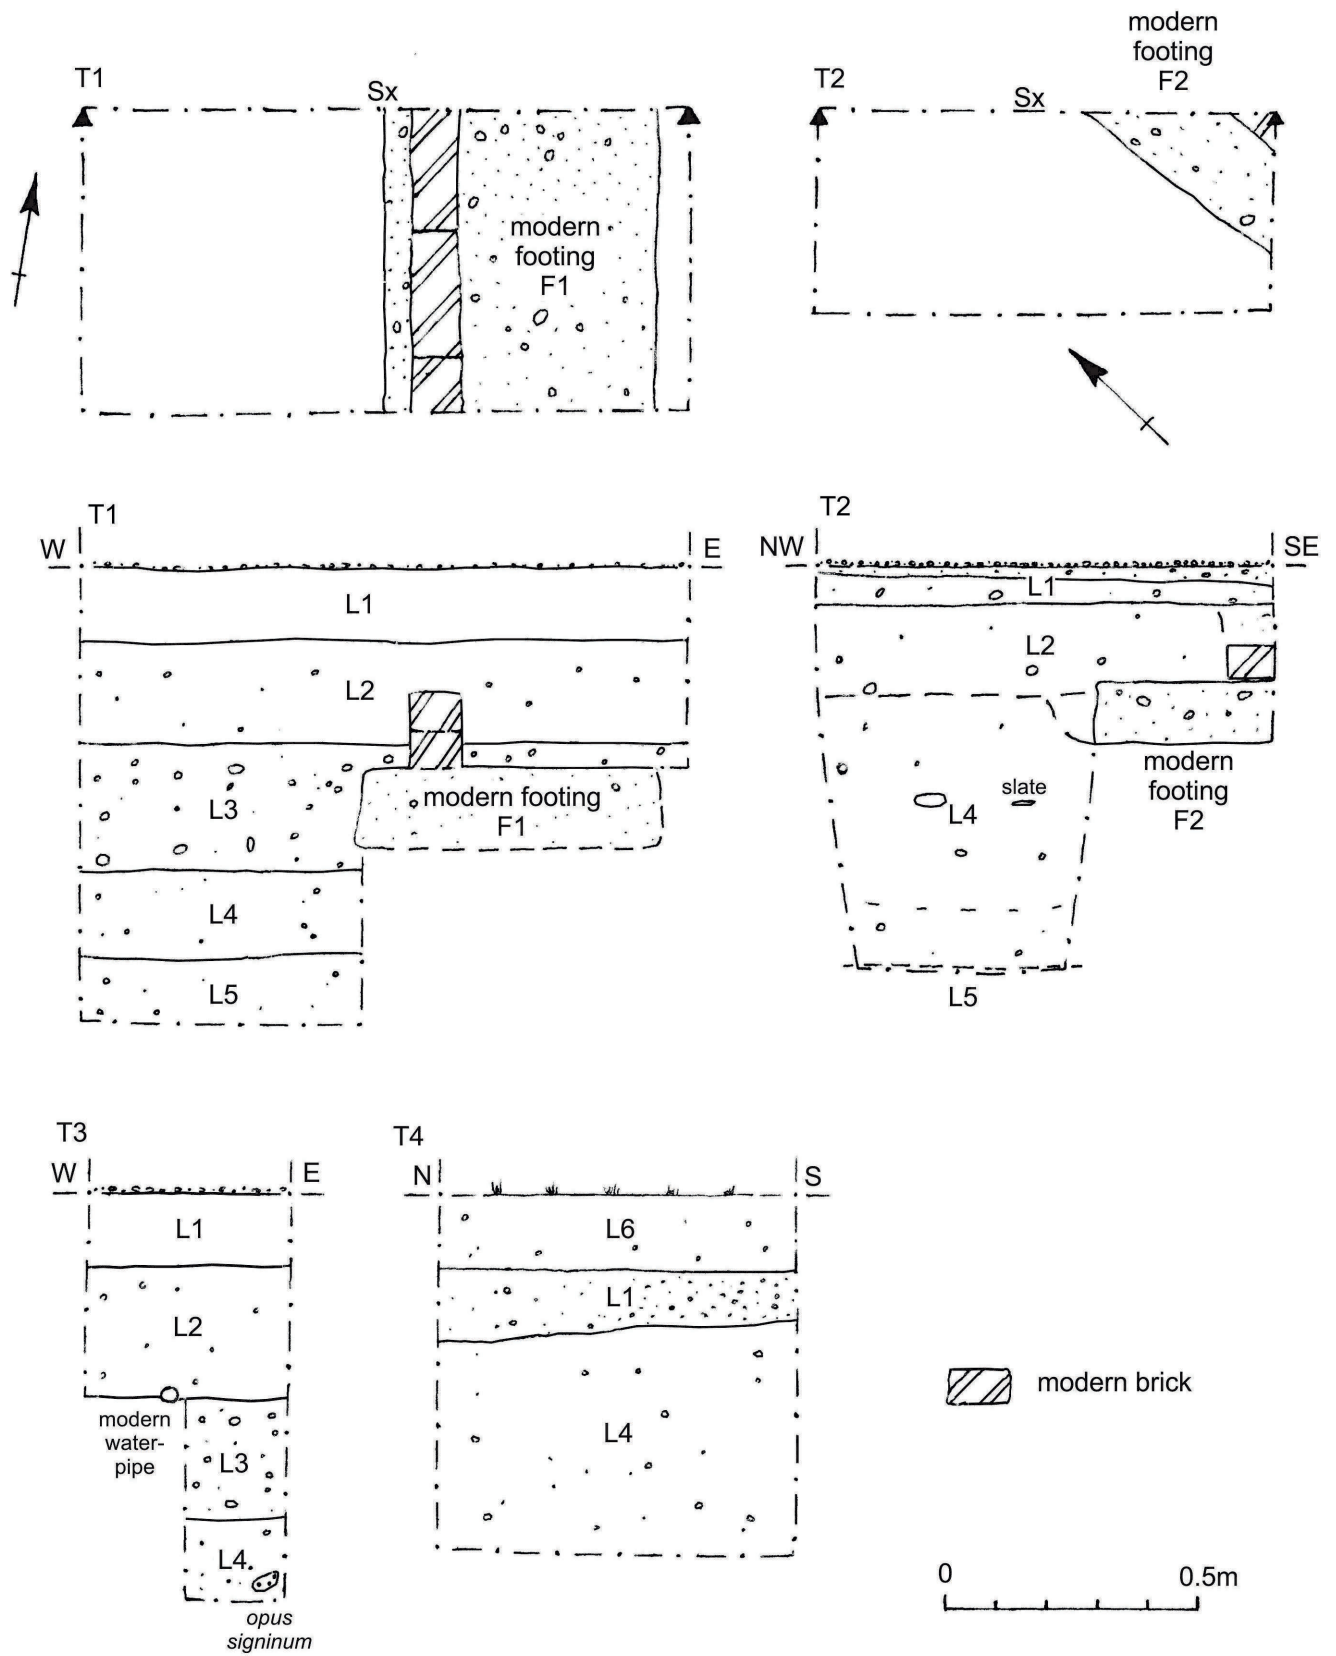 T1
Sx
modern
footing
F1
T2
Sx
modern
footing
F2
T1
W
E
L1
L2
L3
modern footing
F1
L4
L5
T2
NW
SE
L1
L2
slate
L4
modern
footing
F2
L5
T3
W
E
L1
L2
modern
water-
pipe
L3
L4
opus
signinum
T4
N
S
L6
L1
L4
modern brick
0
0.5m